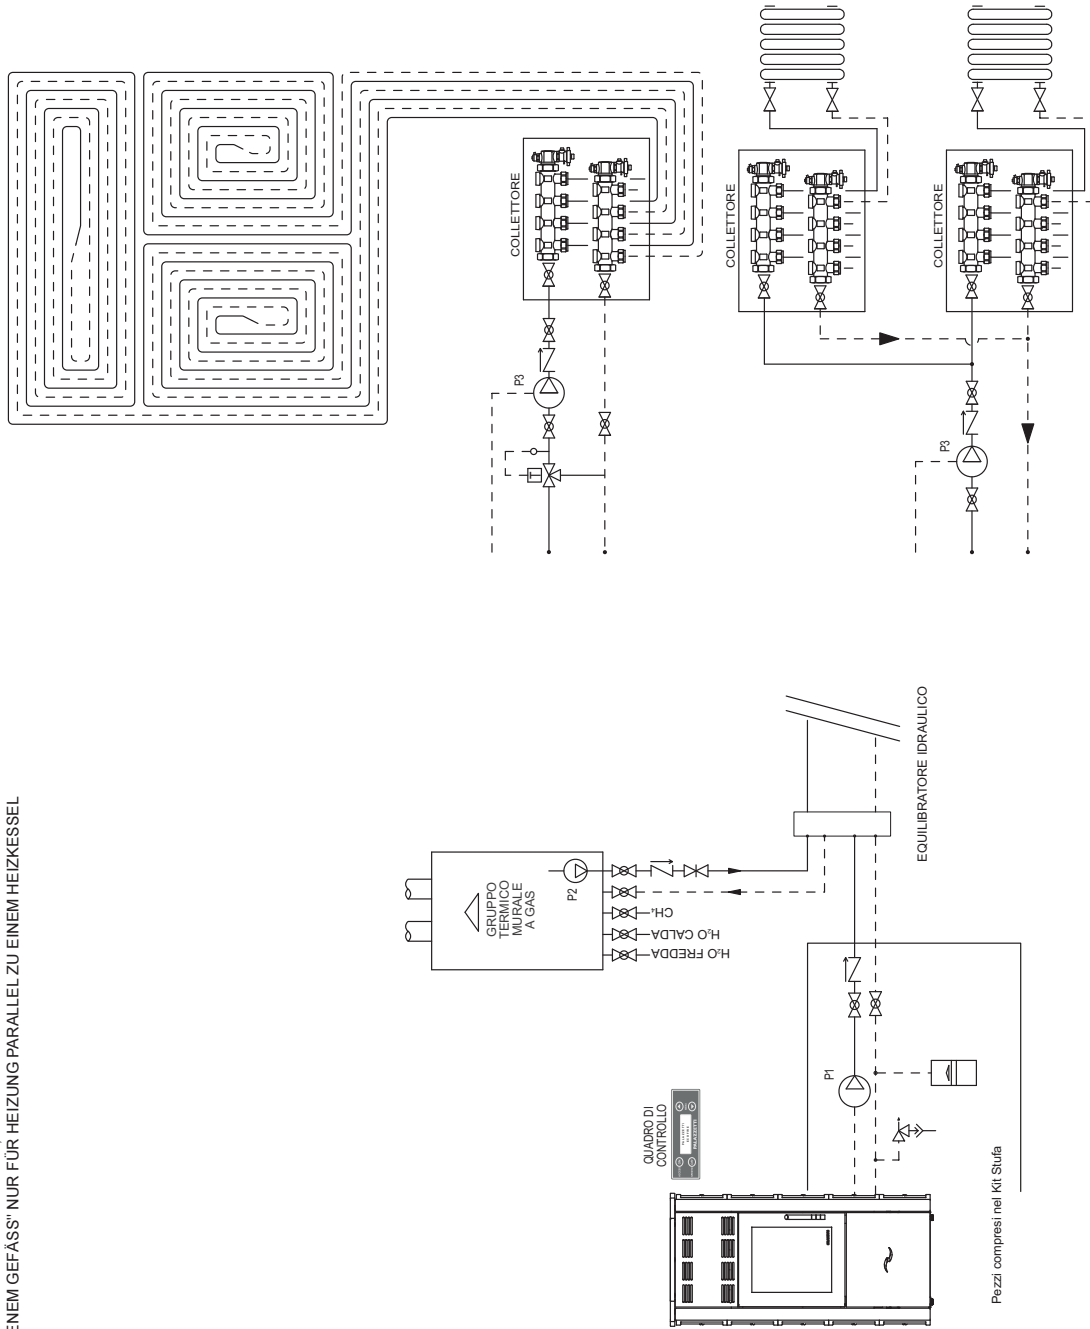 ENEM GEFÄSS" NUR FÜR HEIZUNG PARALLEL ZU EINEM HEIZKESSEL
COLLETTORE
P3
COLLETTORE
COLLETTORE
P3
GRUPPO
TERMICO
MURALE
A GAS
P2
CH⁴
H²O CALDA
H²O FREDDA
EQUILIBRATORE IDRAULICO
QUADRO DI
CONTROLLO
P1
T
Pezzi compresi nel Kit Stufa